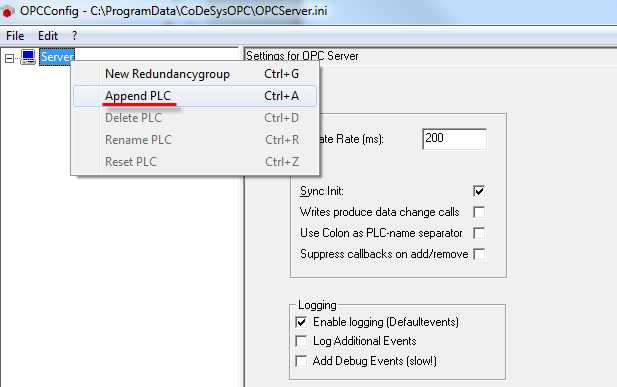 OPCConfig - C:\ProgramData\CoDeSysOPC\OPCServer.ini
File Edit ?
Server
Settings for OPC Server
New Redundancygroup Ctrl+G
Append PLC Ctrl+A
Delete PLC Ctrl+D
Rename PLC Ctrl+R
Reset PLC Ctrl+Z
ate Rate (ms): 200
Sync Init:
Writes produce data change calls
Use Colon as PLC-name separator
Suppress callbacks on add/remove
Logging
Enable logging (Defaultevents)
Log Additional Events
Add Debug Events (slow!)